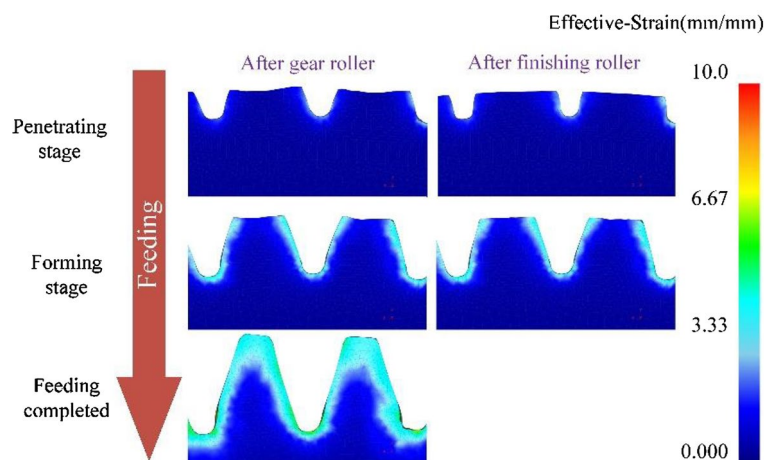 Effective-Strain(mm/mm)
After gear roller
After finishing roller
10.0
Penetrating
stage
6.67
Feeding
Forming
stage
3.33
Feeding
completed
0.000